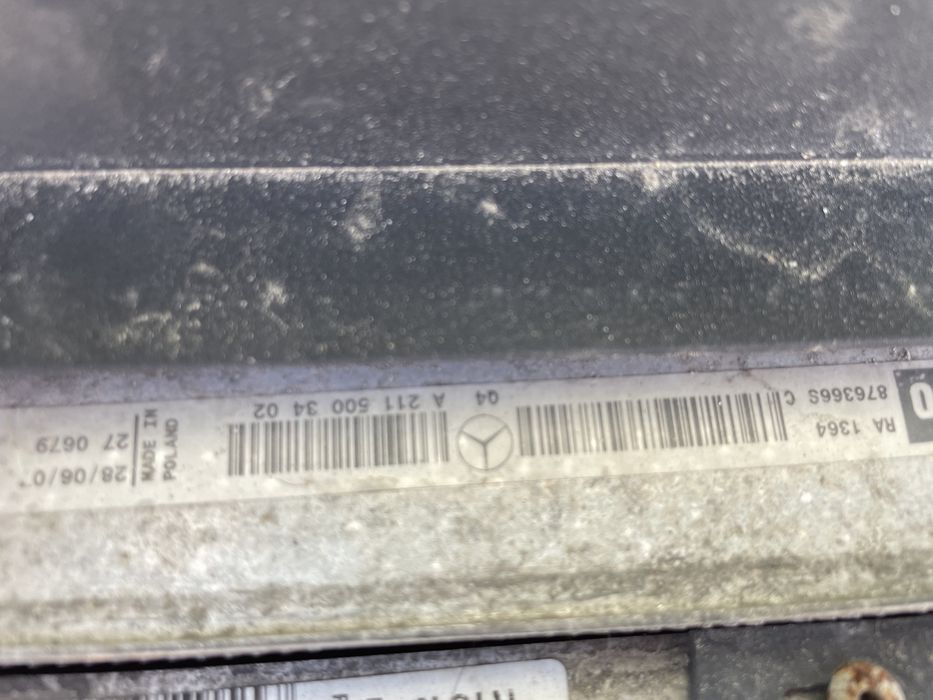 RA 1364
876366S C
Q4
A 211 500 34 02
MADE IN
POLAND
28/06/0
27 0679